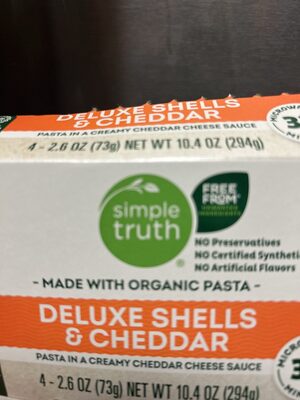 DELUXE SHELLS
& CHEDDAR
PASTA IN A CREAMY CHEDDAR CHEESE SAUCE
4 - 2.6 OZ (73g) NET WT 10.4 OZ (294g)
simple
truth®
FREE
FROM
UNWANTED
INGREDIENTS
NO Preservatives
NO Certified
NO Artificial Flavors
- MADE WITH ORGANIC PASTA -
DELUXE SHELLS
& CHEDDAR
PASTA IN A CREAMY CHEDDAR CHEESE SAUCE
4 - 2.6 OZ (73g) NET WT 10.4 OZ (294g)